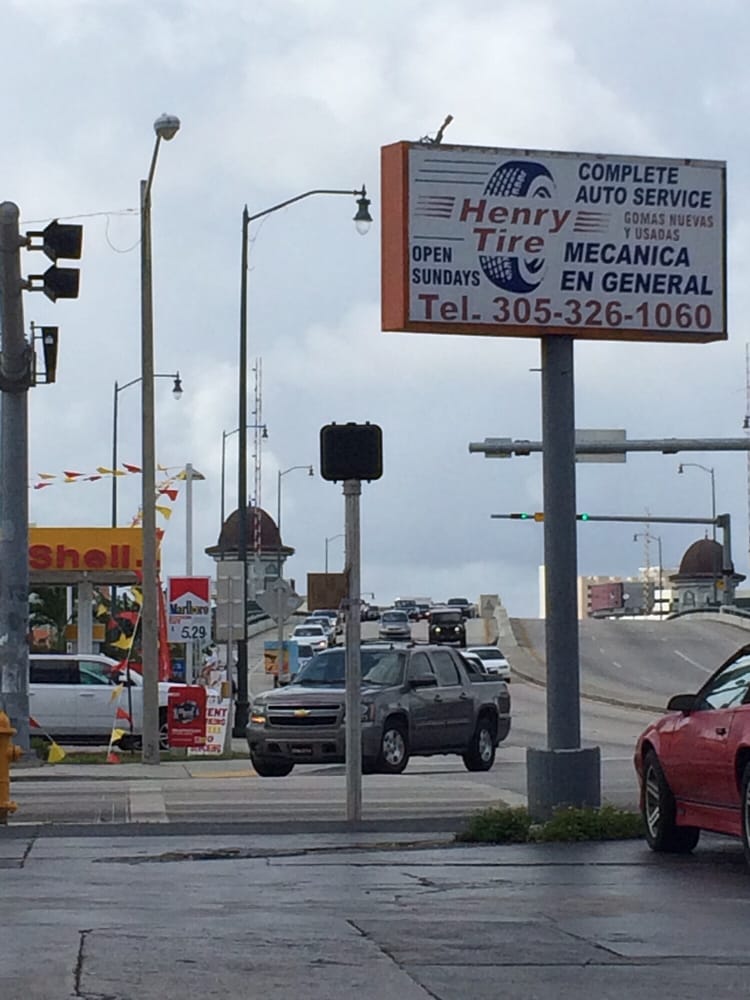 COMPLETE
AUTO SERVICE
Henry
Tire
GOMAS NUEVAS
Y USADAS
OPEN
SUNDAYS
MECANICA
EN GENERAL
Tel. 305-326-1060
Shell.
Marlboro
5.29